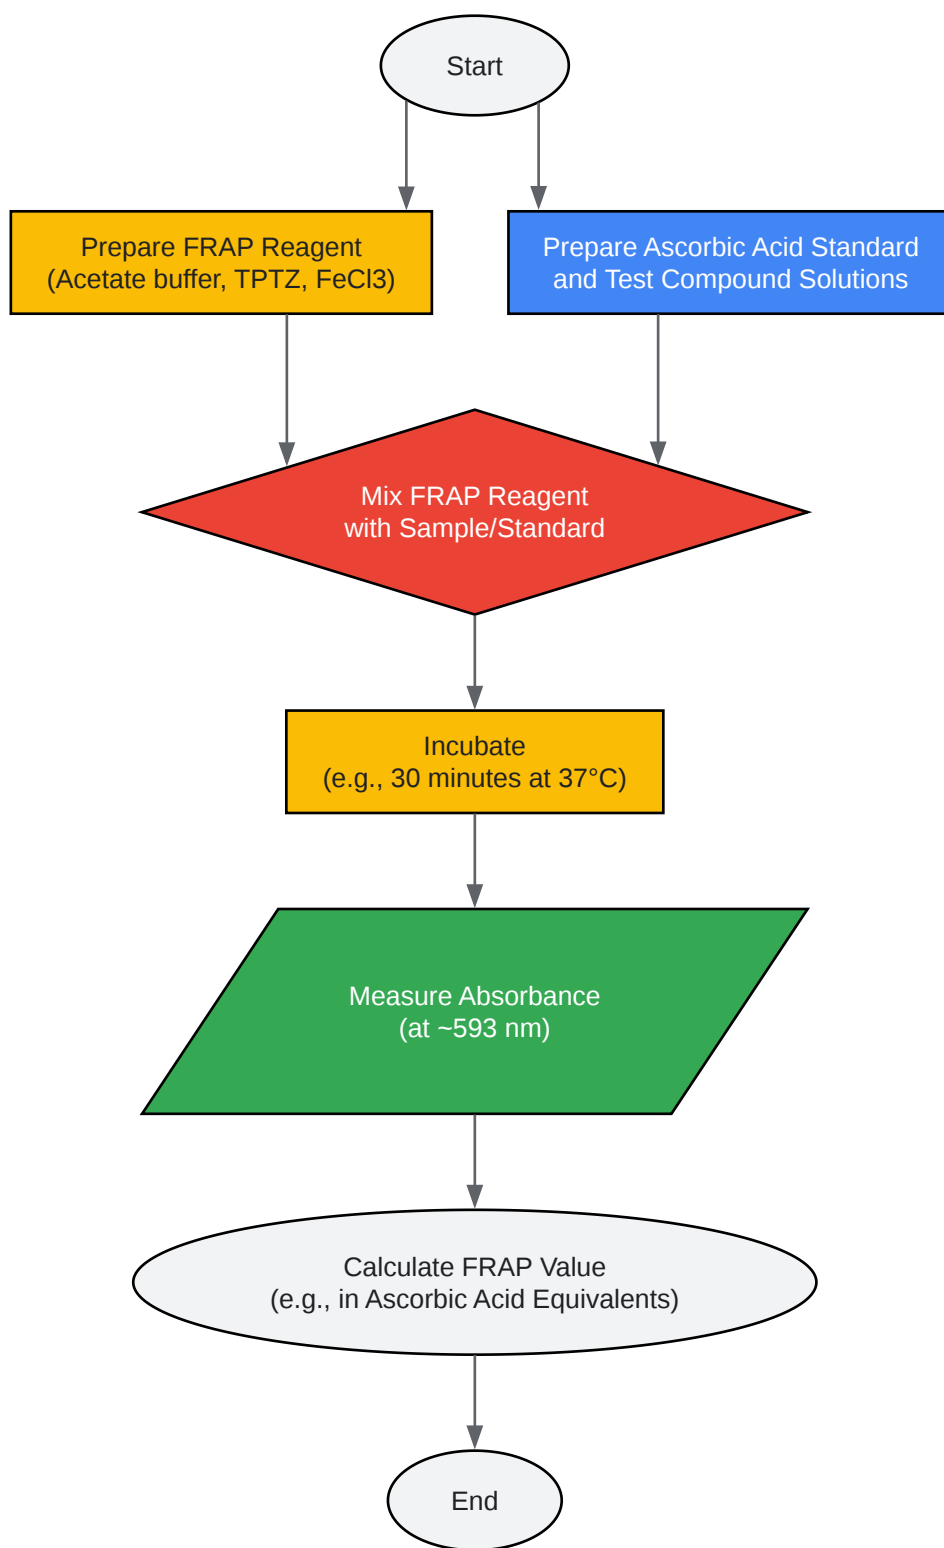 Start
Prepare FRAP Reagent
(Acetate buffer, TPTZ, FeCl3)
Prepare Ascorbic Acid Standard
and Test Compound Solutions
Mix FRAP Reagent
with Sample/Standard
Incubate
(e.g., 30 minutes at 37°C)
Measure Absorbance
(at ~593 nm)
Calculate FRAP Value
(e.g., in Ascorbic Acid Equivalents)
End